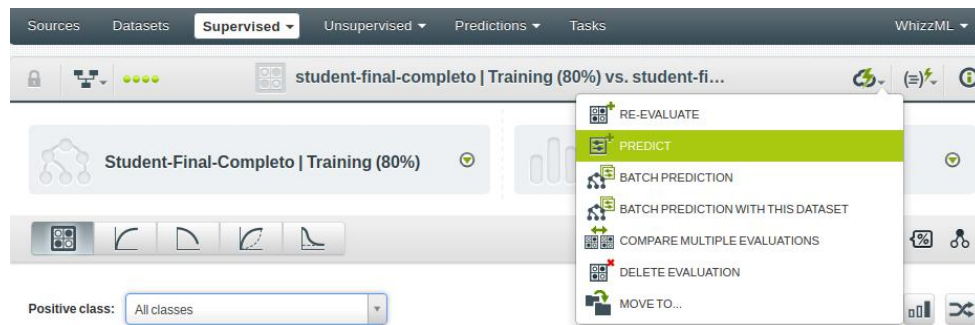 Sources Datasets Supervised Unsupervised Predictions Tasks WhizzML
student-final-completo | Training (80%) vs. student-fi...
RE-EVALUATE
PREDICT
Student-Final-Completo | Training (80%)
BATCH PREDICTION
BATCH PREDICTION WITH THIS DATASET
COMPARE MULTIPLE EVALUATIONS
DELETE EVALUATION
MOVE TO...
Positive class: All classes